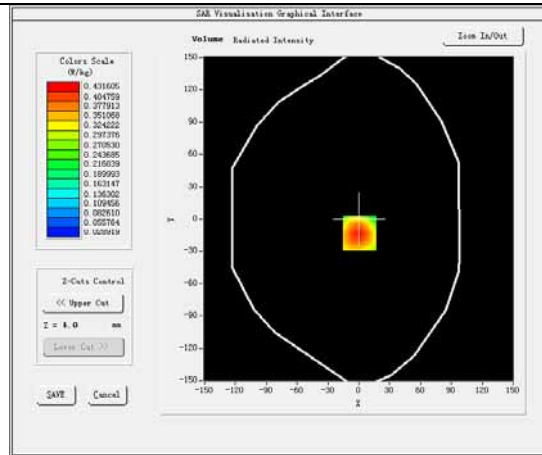 SAR Visualisation Graphical Interface
Volume Radiated Intensity
Zoom In/Out
Colors Scale
(W/kg)
0.431605
0.404759
0.377913
0.351068
0.324222
0.297376
0.270530
0.243685
0.216839
0.189993
0.163147
0.136302
0.109456
0.082610
0.055764
0.028919
Z-Cuts Control
<< Upper Cut
Z = 4.0 mm
Lower Cut >>
SAVE Cancel
150
120
90
60
30
0
-30
-60
-90
-120
-150
Y
-150 -120 -90 -60 -30 0 30 60 90 120 150
X